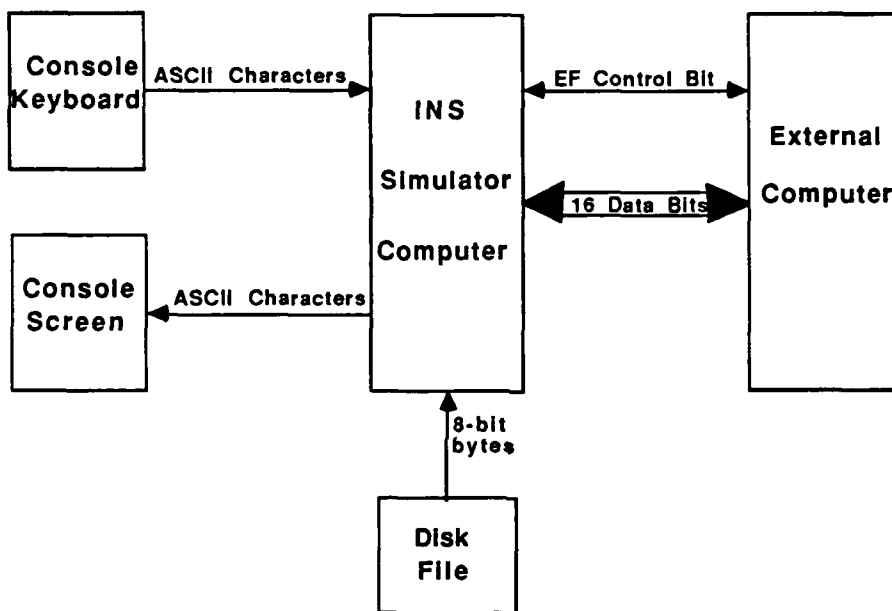 Console
Keyboard
ASCII Characters
INS
Simulator
Computer
EF Control Bit
16 Data Bits
External
Computer
Console
Screen
ASCII Characters
8-bit
bytes
Disk
File